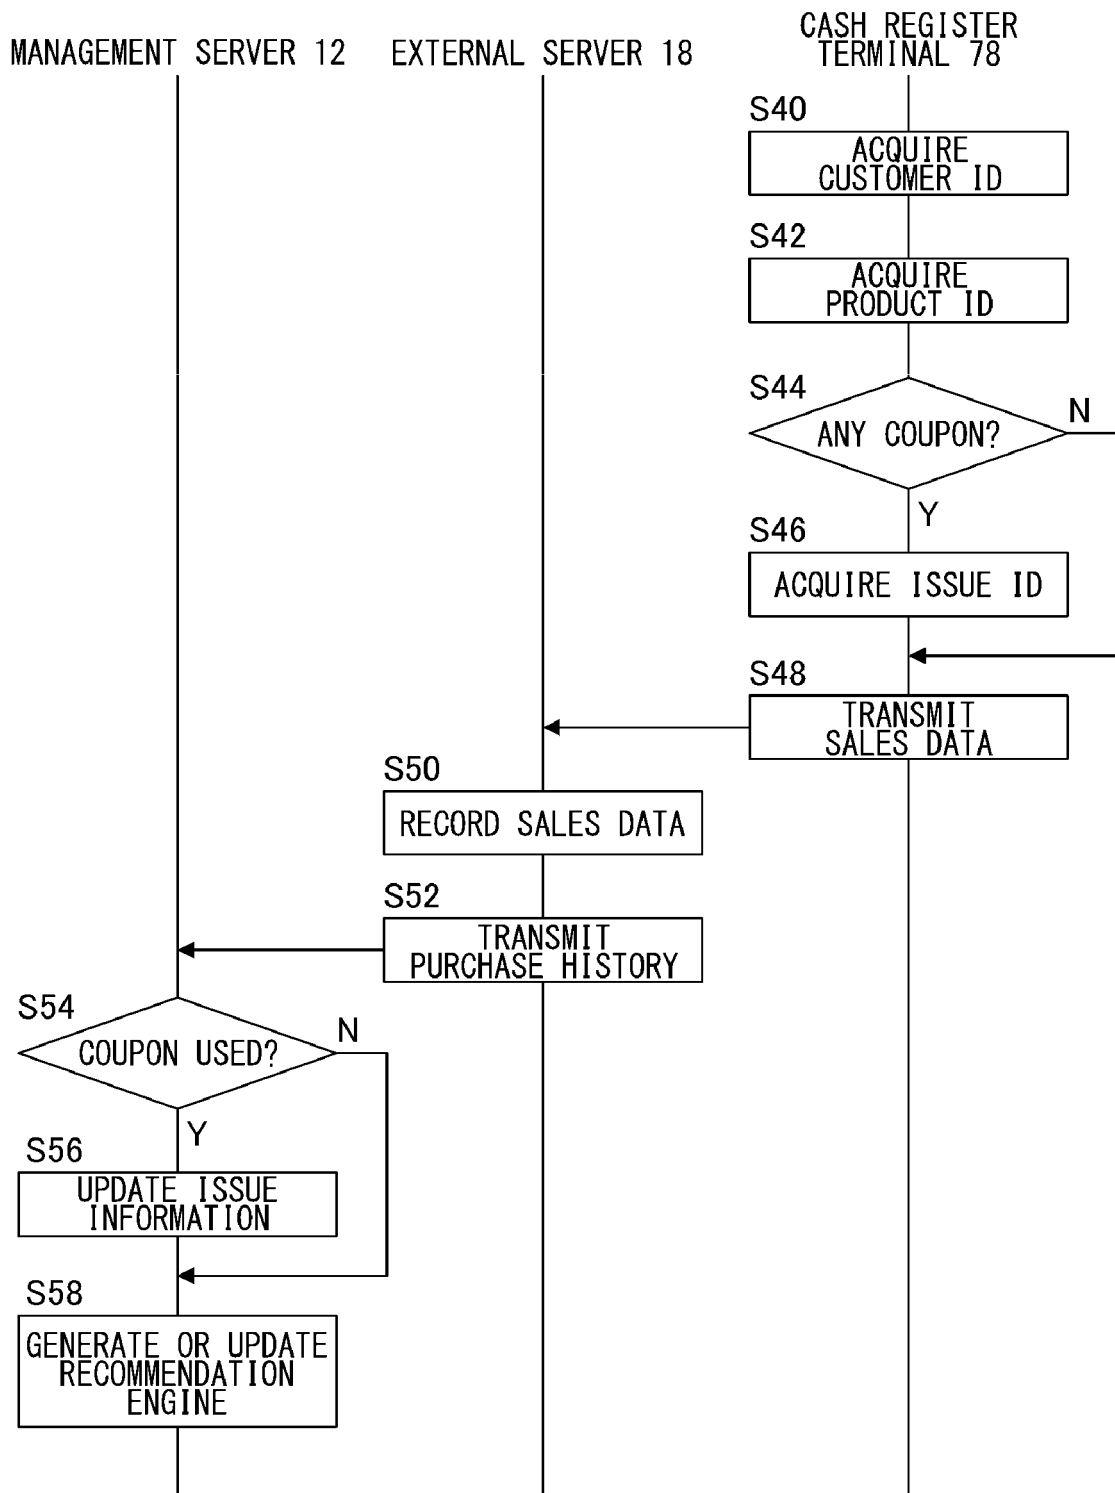 MANAGEMENT SERVER 12
EXTERNAL SERVER 18
CASH REGISTER
TERMINAL 78
S40
ACQUIRE
CUSTOMER ID
S42
ACQUIRE
PRODUCT ID
S44
ANY COUPON?
N
Y
S46
ACQUIRE ISSUE ID
S48
TRANSMIT
SALES DATA
S50
RECORD SALES DATA
S52
TRANSMIT
PURCHASE HISTORY
S54
COUPON USED?
N
Y
S56
UPDATE ISSUE
INFORMATION
S58
GENERATE OR UPDATE
RECOMMENDATION
ENGINE